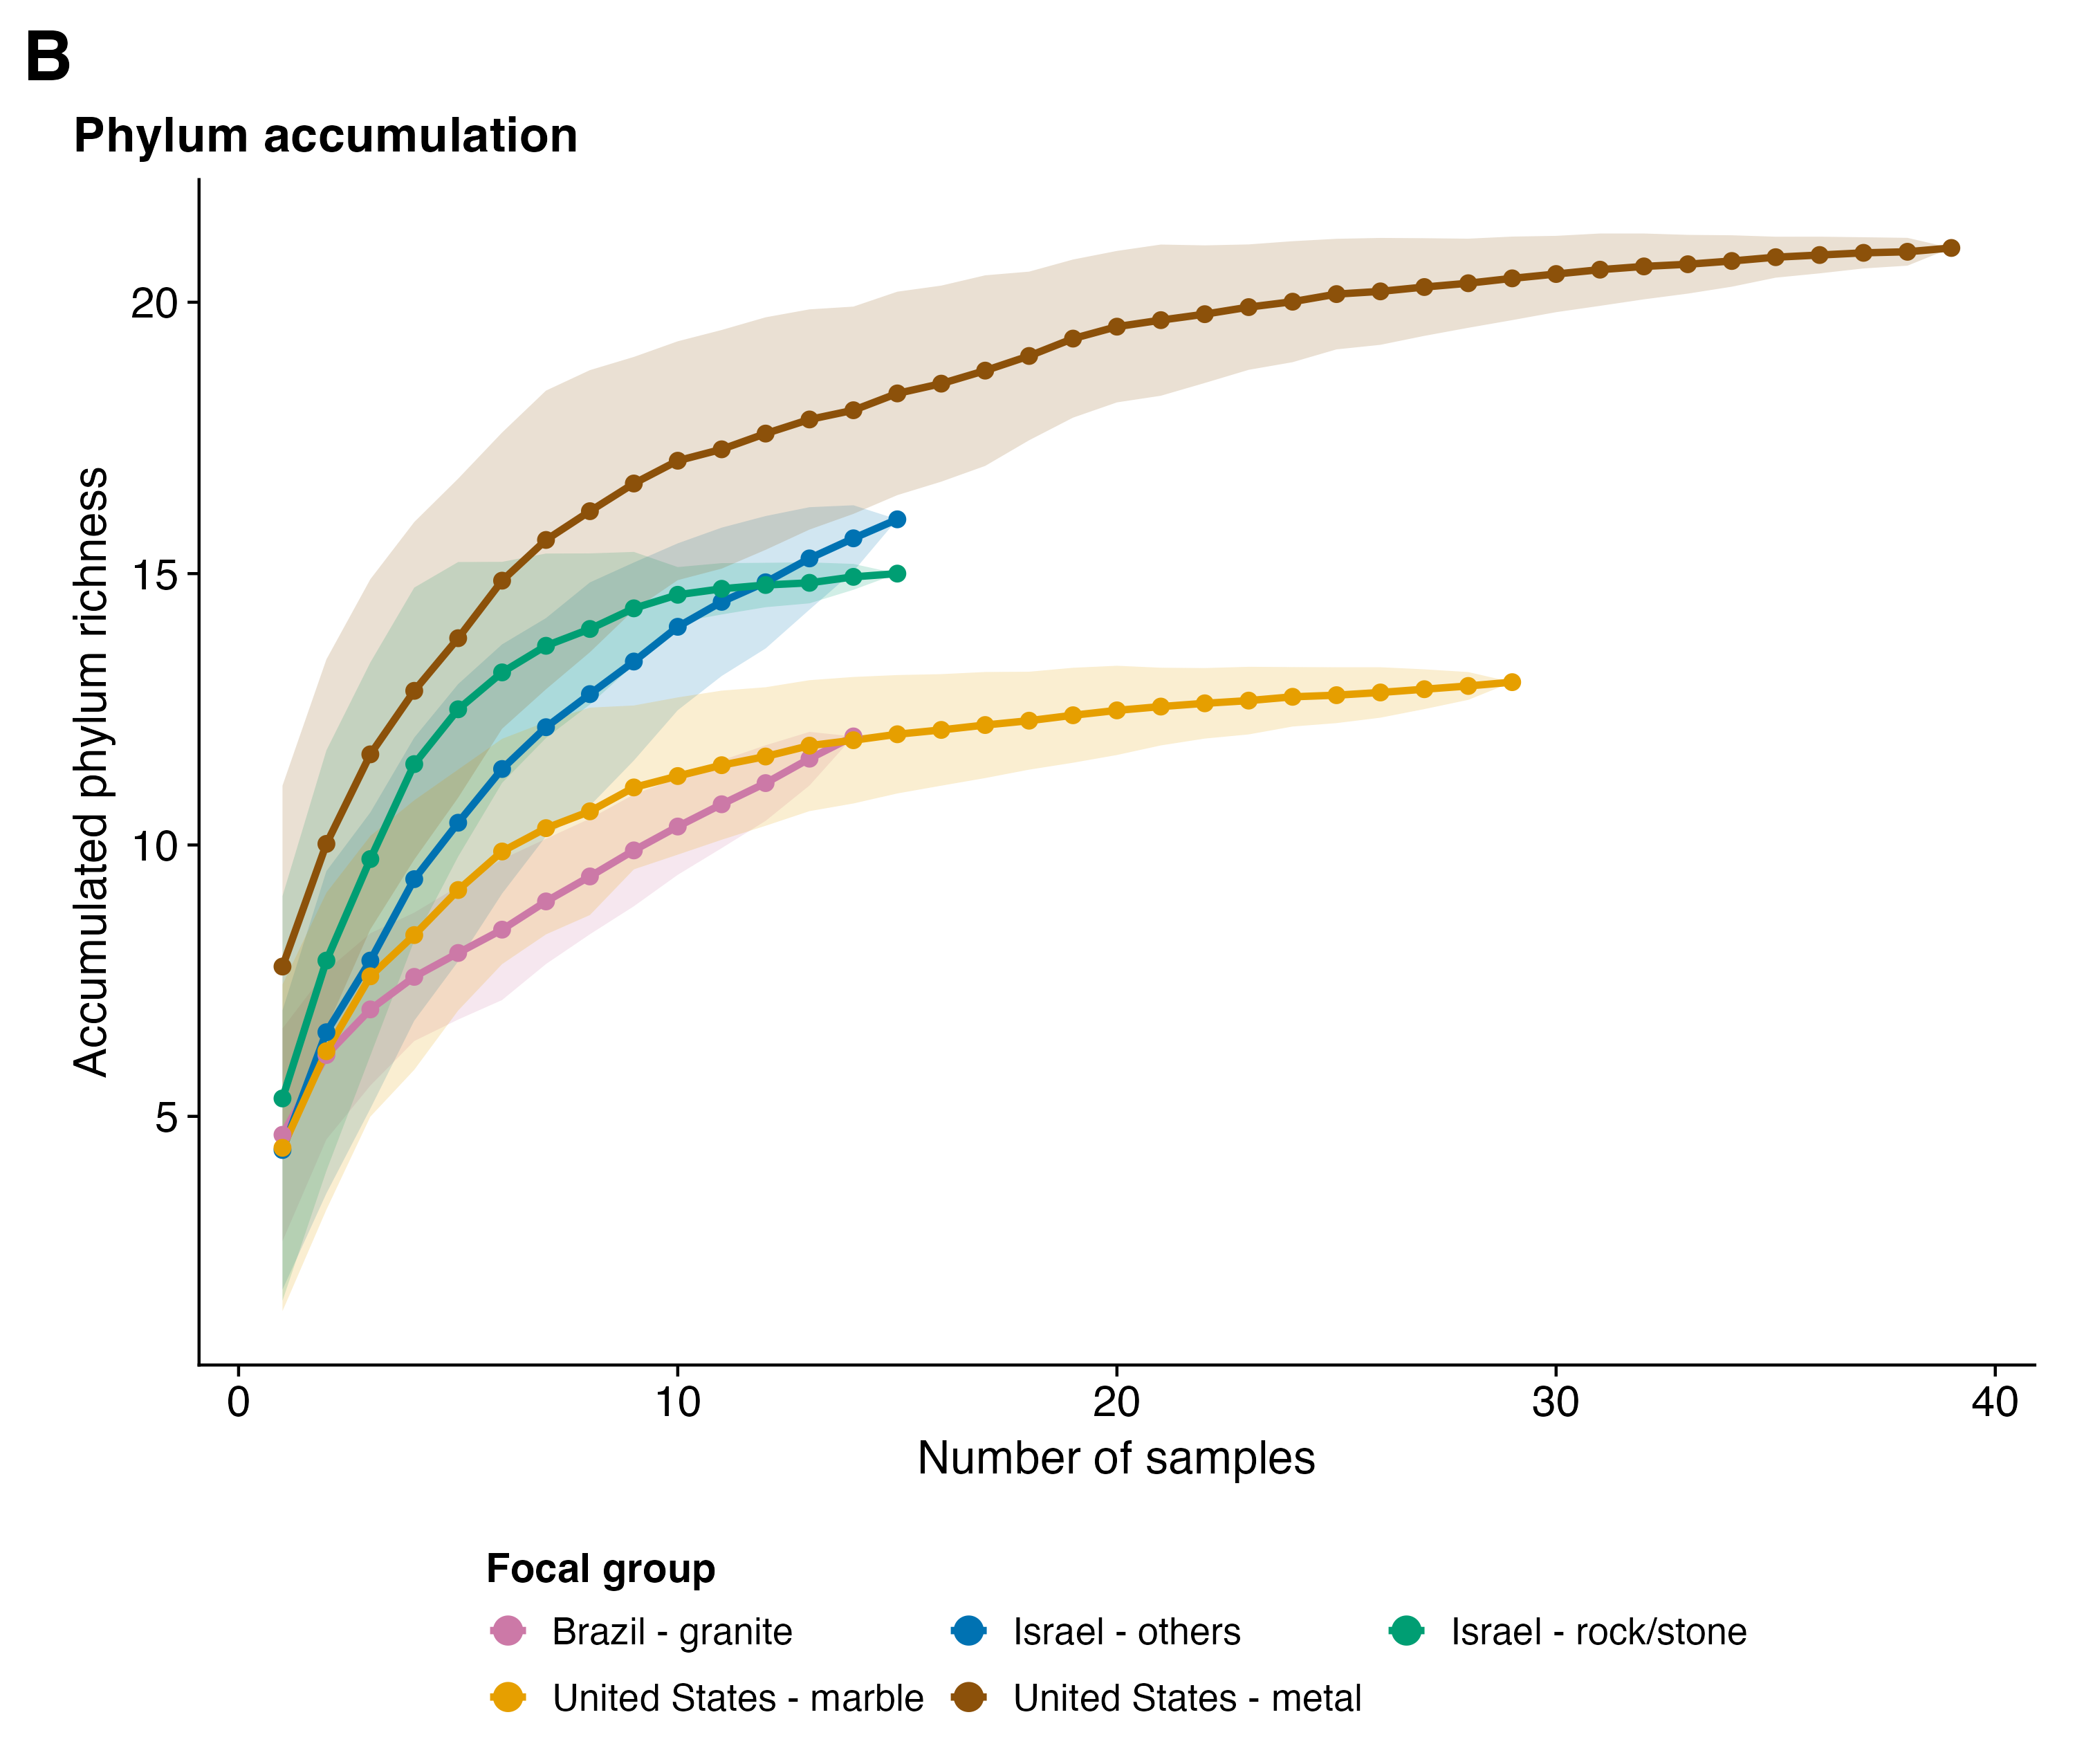 B
Phylum accumulation
Accumulated phylum richness
20
15
10
5
0 10 20 30 40
Number of samples
Focal group
Brazil - granite Israel - others Israel - rock/stone
United States - marble United States - metal